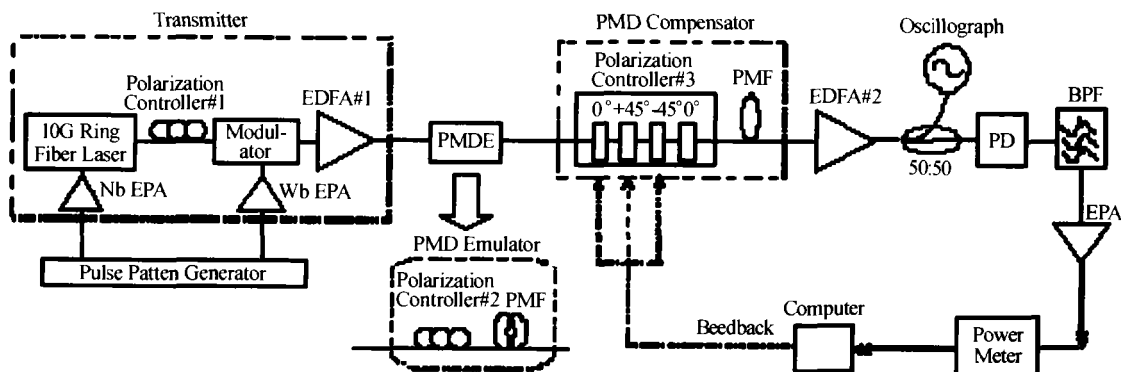 Transmitter
Polarization
Controller#1
EDFA#1
10G Ring
Fiber Laser
Modul-
ator
Nb EPA
Wb EPA
Pulse Patten Generator
PMDE
PMD Emulator
Polarization
Controller#2
PMF
PMD Compensator
Polarization
Controller#3
0°+45°-45°0°
PMF
EDFA#2
Oscillograph
50:50
PD
BPF
EPA
Power
Meter
Computer
Beedback